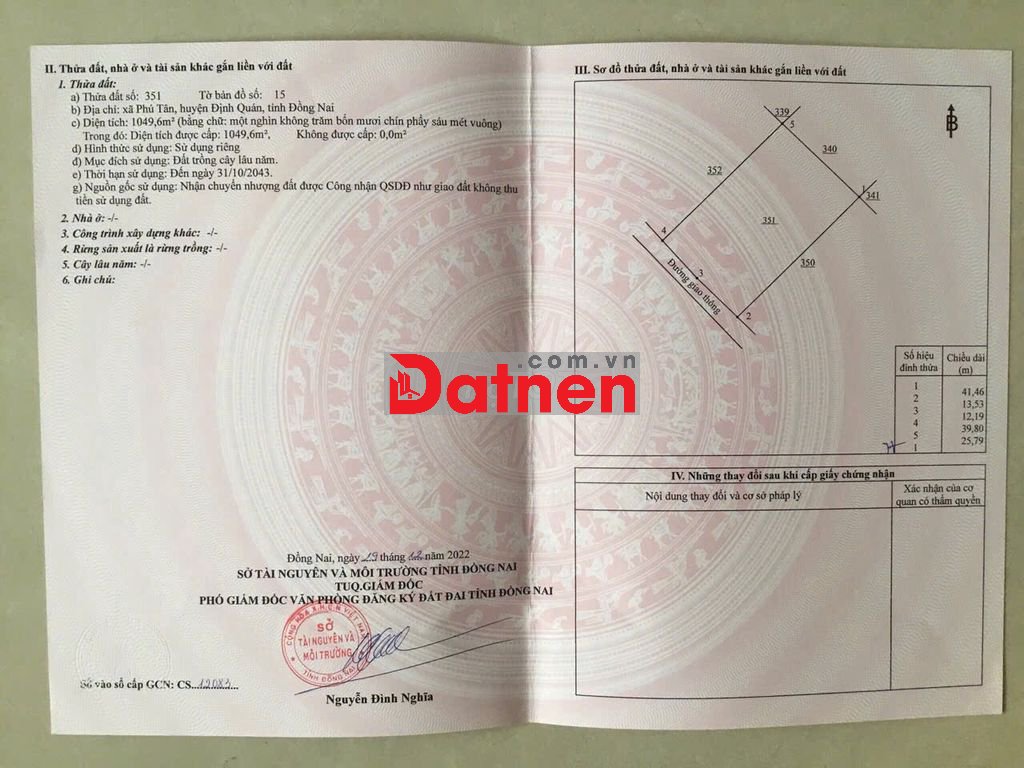 II. Thửa đất, nhà ở và tài sản khác gắn liền với đất
1. Thửa đất:
a) Thửa đất số: 351 Tờ bản đồ số: 15
b) Địa chỉ: xã Phú Tân, huyện Định Quán, tỉnh Đồng Nai
c) Diện tích: 1049,6m² (bằng chữ: một nghìn không trăm bốn mươi chín phẩy sáu mét vuông)
Trong đó: Diện tích được cấp: 1049,6m², Không được cấp: 0,0m²
d) Hình thức sử dụng: Sử dụng riêng
đ) Mục đích sử dụng: Đất trồng cây lâu năm.
e) Thời hạn sử dụng: Đến ngày 31/10/2043.
g) Nguồn gốc sử dụng: Nhận chuyển nhượng đất được Công nhận QSDĐ như giao đất không thu
tiền sử dụng đất.
2. Nhà ở: -/-
3. Công trình xây dựng khác: -/-
4. Rừng sản xuất là rừng trồng: -/-
5. Cây lâu năm: -/-
6. Ghi chú:
Đồng Nai, ngày 29 tháng 12 năm 2022
SỞ TÀI NGUYÊN VÀ MÔI TRƯỜNG TỈNH ĐỒNG NAI
TUQ.GIÁM ĐỐC
PHÓ GIÁM ĐỐC VĂN PHÒNG ĐĂNG KÝ ĐẤT ĐAI TỈNH ĐỒNG NAI
CỘNG HÒA X.H.C.N VIỆT NAM
SỞ
TÀI NGUYÊN VÀ
MÔI TRƯỜNG
TỈNH ĐỒNG NAI
Nguyễn Đình Nghĩa
Số vào sổ cấp GCN: CS...12083...
III. Sơ đồ thửa đất, nhà ở và tài sản khác gắn liền với đất
339
5
340
352
1
341
351
4
350
3
Đường giao thông
2
Số hiệu đỉnh thửa Chiều dài (m)
1
41,46
2
13,53
3
12,19
4
39,80
5
25,79
1
IV. Những thay đổi sau khi cấp giấy chứng nhận
Nội dung thay đổi và cơ sở pháp lý
Xác nhận của cơ
quan có thẩm quyền
.com.vn
Datnen